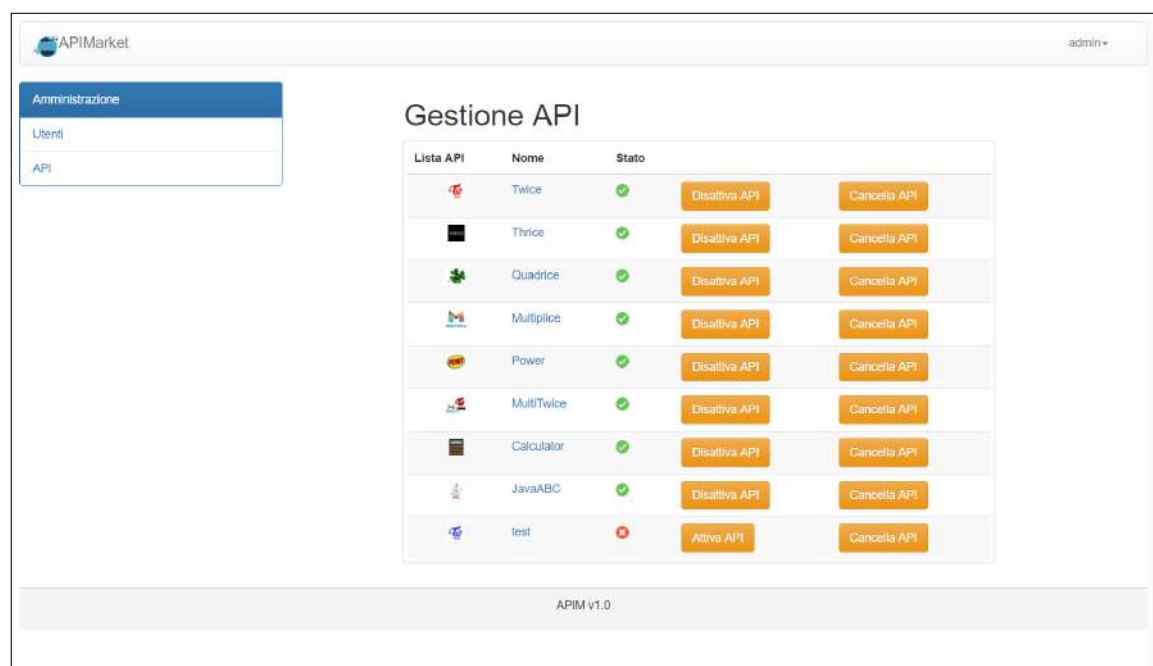 APIMarket admin
Amministrazione
Utenti
API
Gestione API
Lista API Nome Stato
Twice Disattiva API Cancella API
Thrice Disattiva API Cancella API
Quadrice Disattiva API Cancella API
Multiplice Disattiva API Cancella API
Power Disattiva API Cancella API
MultiTwice Disattiva API Cancella API
Calculator Disattiva API Cancella API
JavaABC Disattiva API Cancella API
test Attiva API Cancella API
APIM v1.0